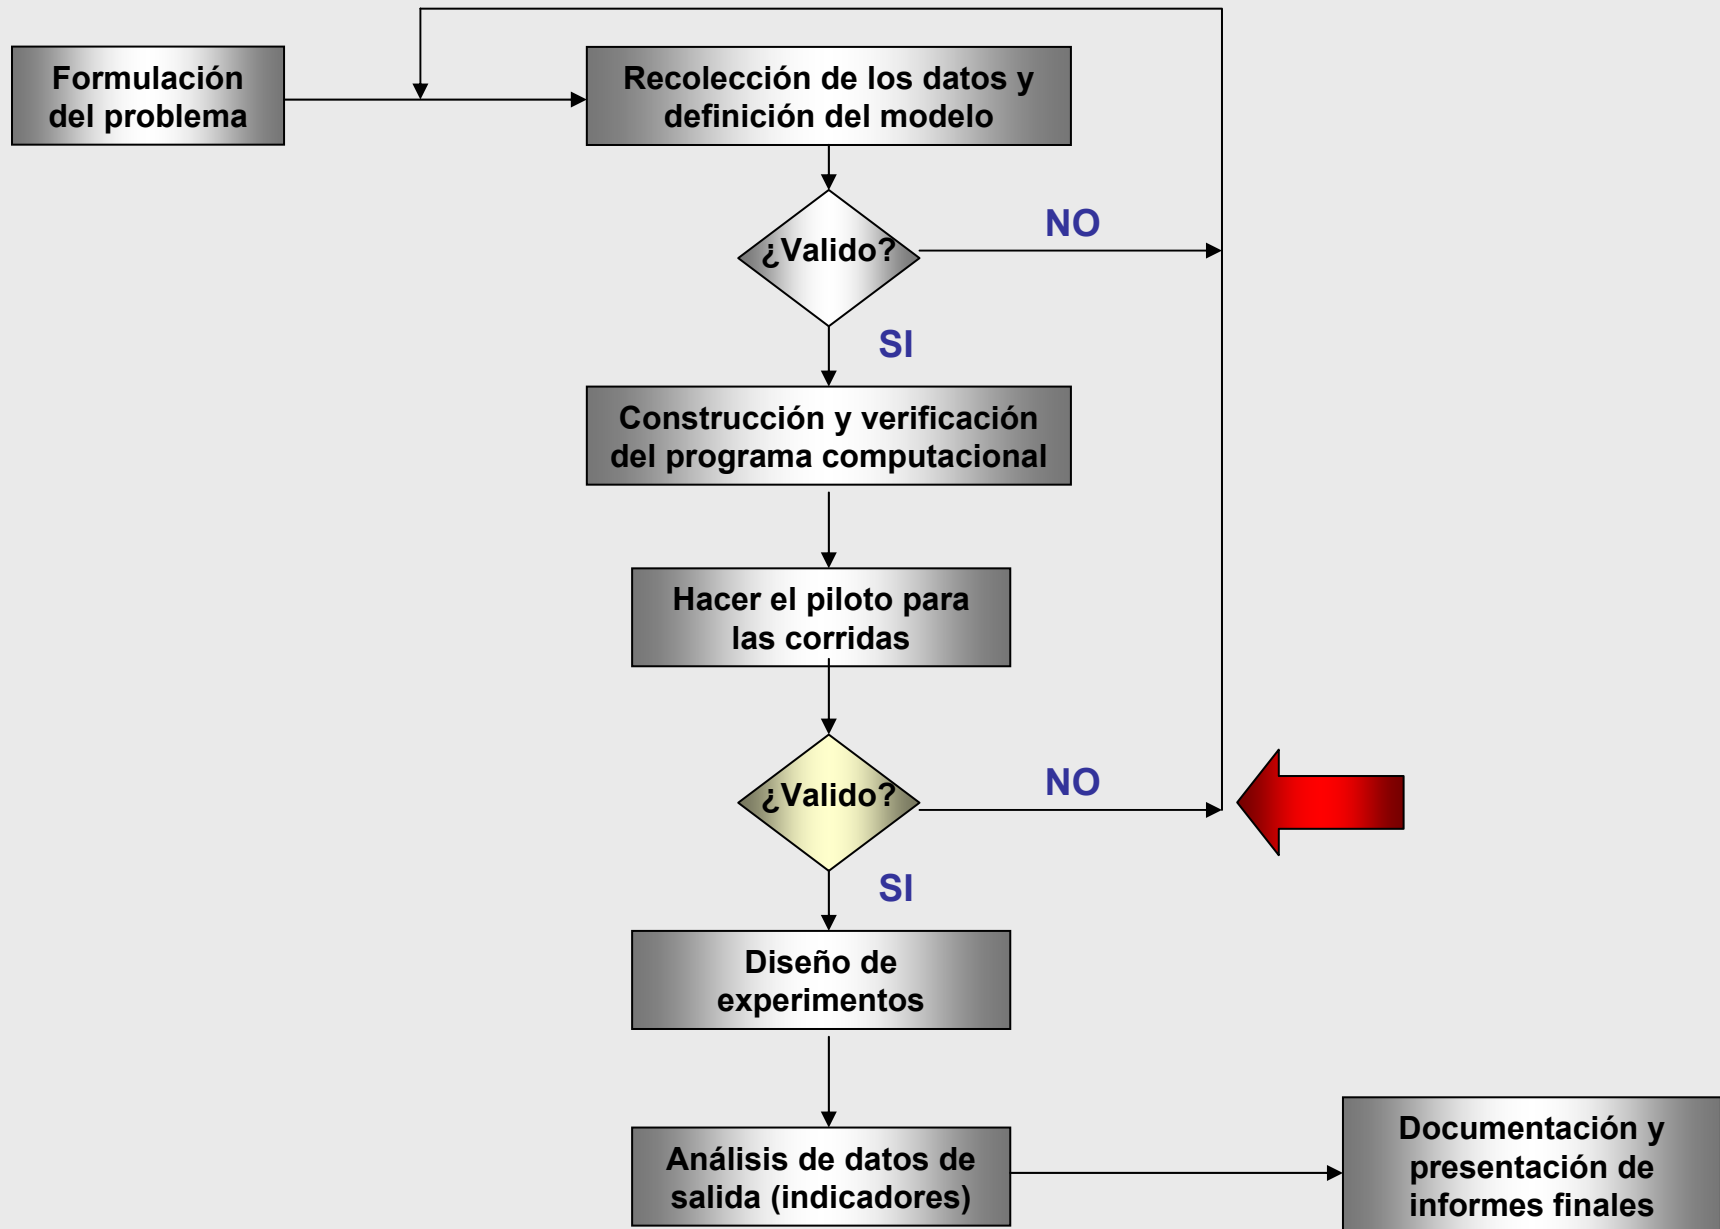 Formulación
del problema
Recolección de los datos y
definición del modelo
¿Valido?
NO
SI
Construcción y verificación
del programa computacional
Hacer el piloto para
las corridas
¿Valido?
NO
SI
Diseño de
experimentos
Análisis de datos de
salida (indicadores)
Documentación y
presentación de
informes finales